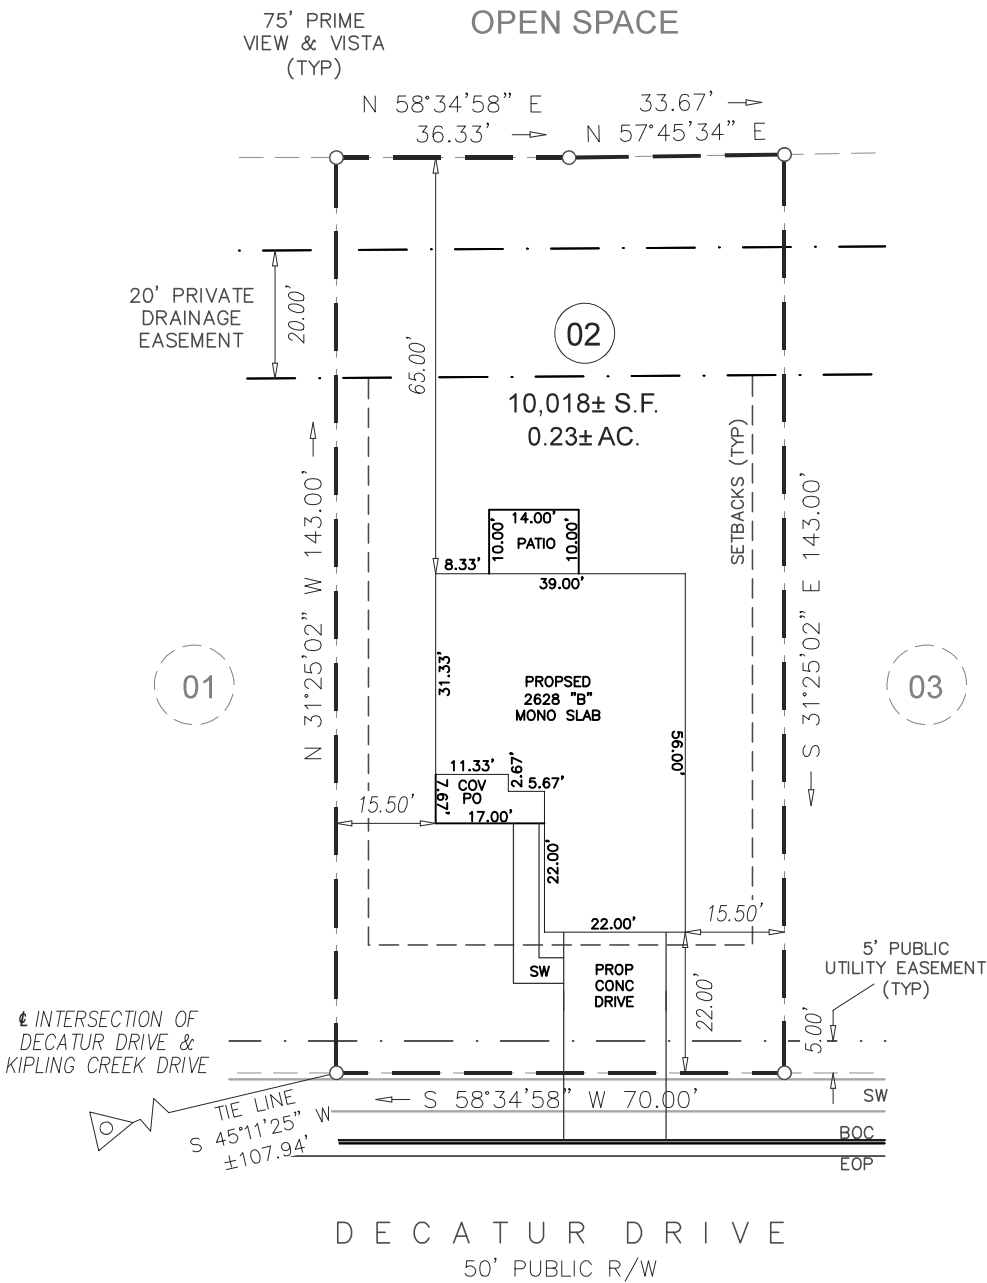 OPEN SPACE
75' PRIME
VIEW & VISTA
(TYP)
N 58°34'58" E
36.33'
33.67'
N 57°45'34" E
20' PRIVATE
DRAINAGE
EASEMENT
20.00'
65.00'
02
10,018± S.F.
0.23± AC.
SETBACKS (TYP)
N 31°25'02" W 143.00'
S 31°25'02" E 143.00'
14.00'
10.00'
PATIO
10.00'
8.33'
39.00'
31.33'
01
03
PROPSED
2628 "B"
MONO SLAB
56.00'
11.33'
2.67'
5.67'
COV
PO
7.67'
17.00'
15.50'
22.00'
22.00'
15.50'
SW
PROP
CONC
DRIVE
22.00'
5' PUBLIC
UTILITY EASEMENT
(TYP)
5.00'
℄ INTERSECTION OF
DECATUR DRIVE &
KIPLING CREEK DRIVE
TIE LINE
S 45°11'25" W
±107.94'
S 58°34'58" W 70.00'
SW
BOC
EOP
DECATUR DRIVE
50' PUBLIC R/W